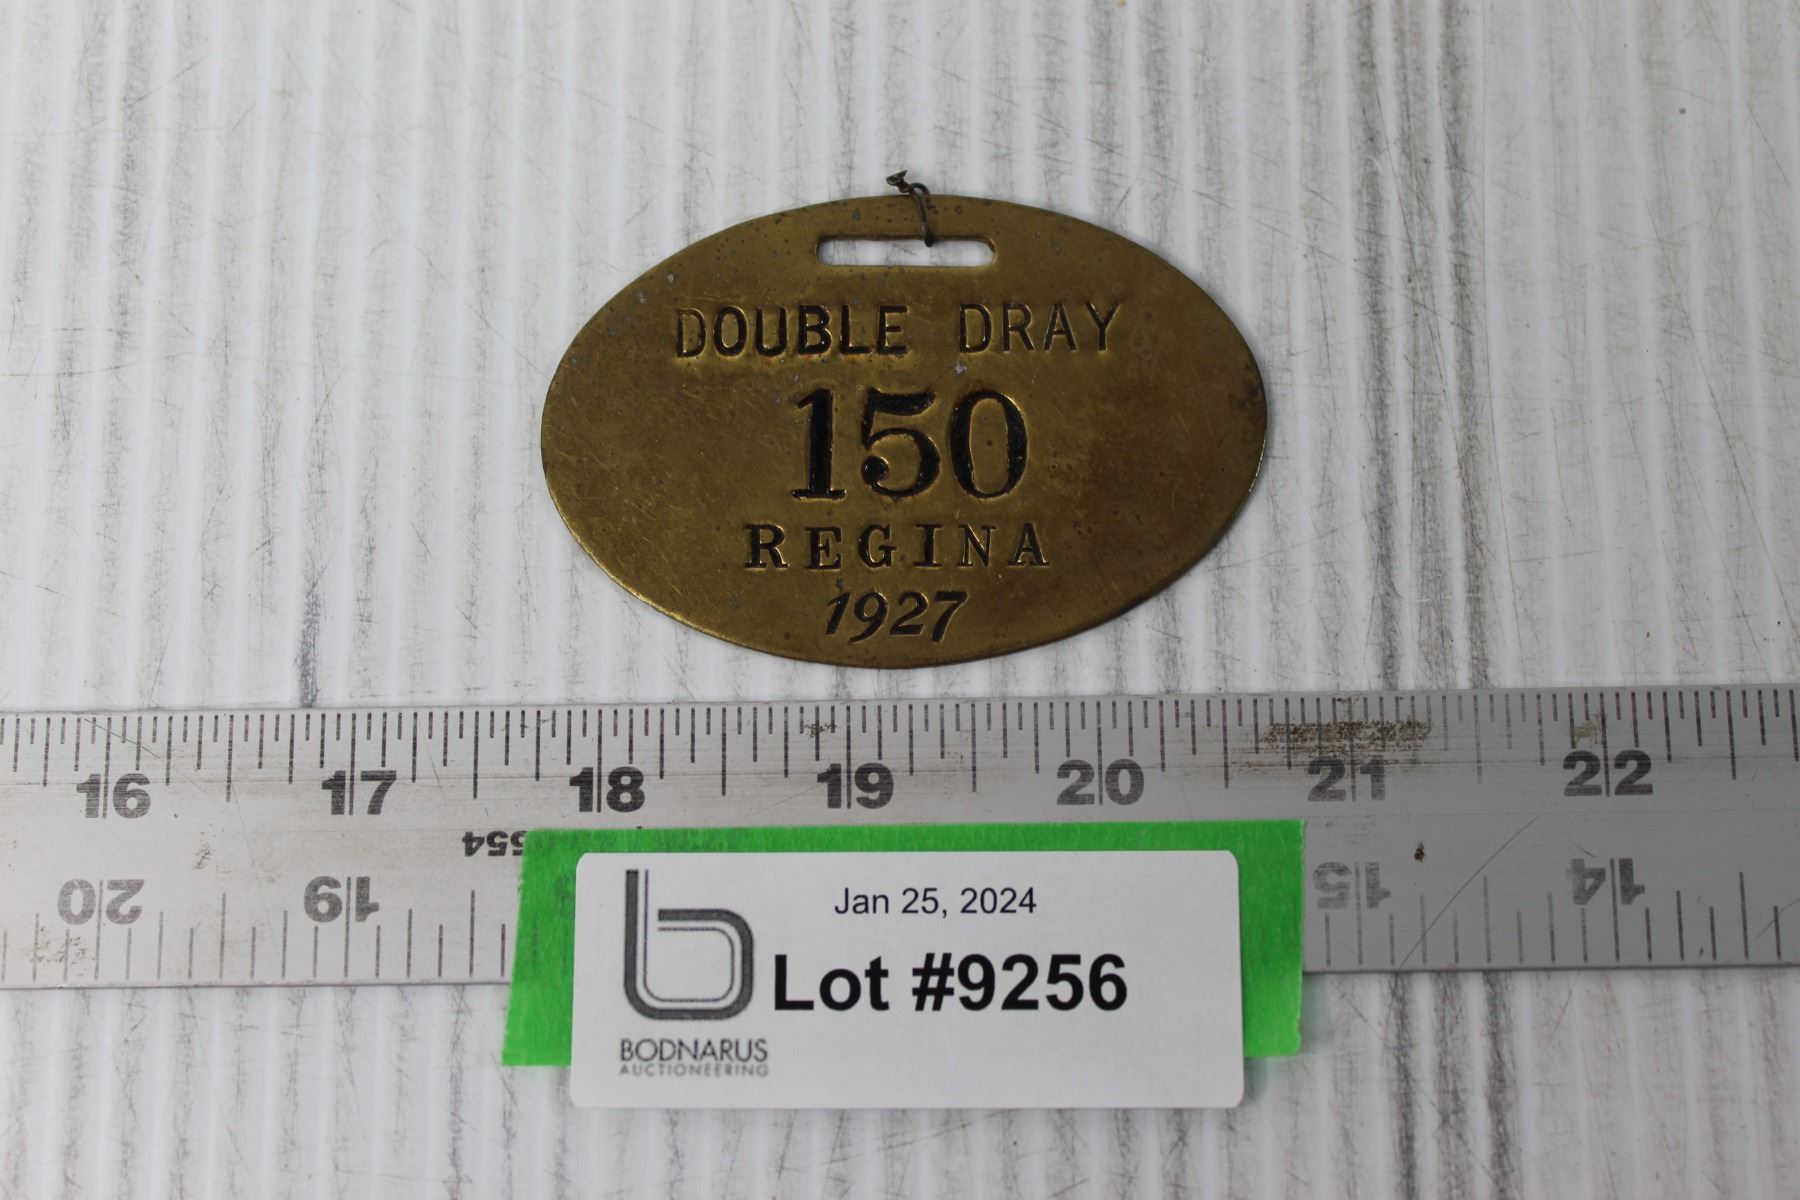 DOUBLE DRAY
150
REGINA
1927
16 17 18 19 20 21 22
554
20 19 15 14
Jan 25, 2024
Lot #9256
BODNARUS
AUCTIONEERING